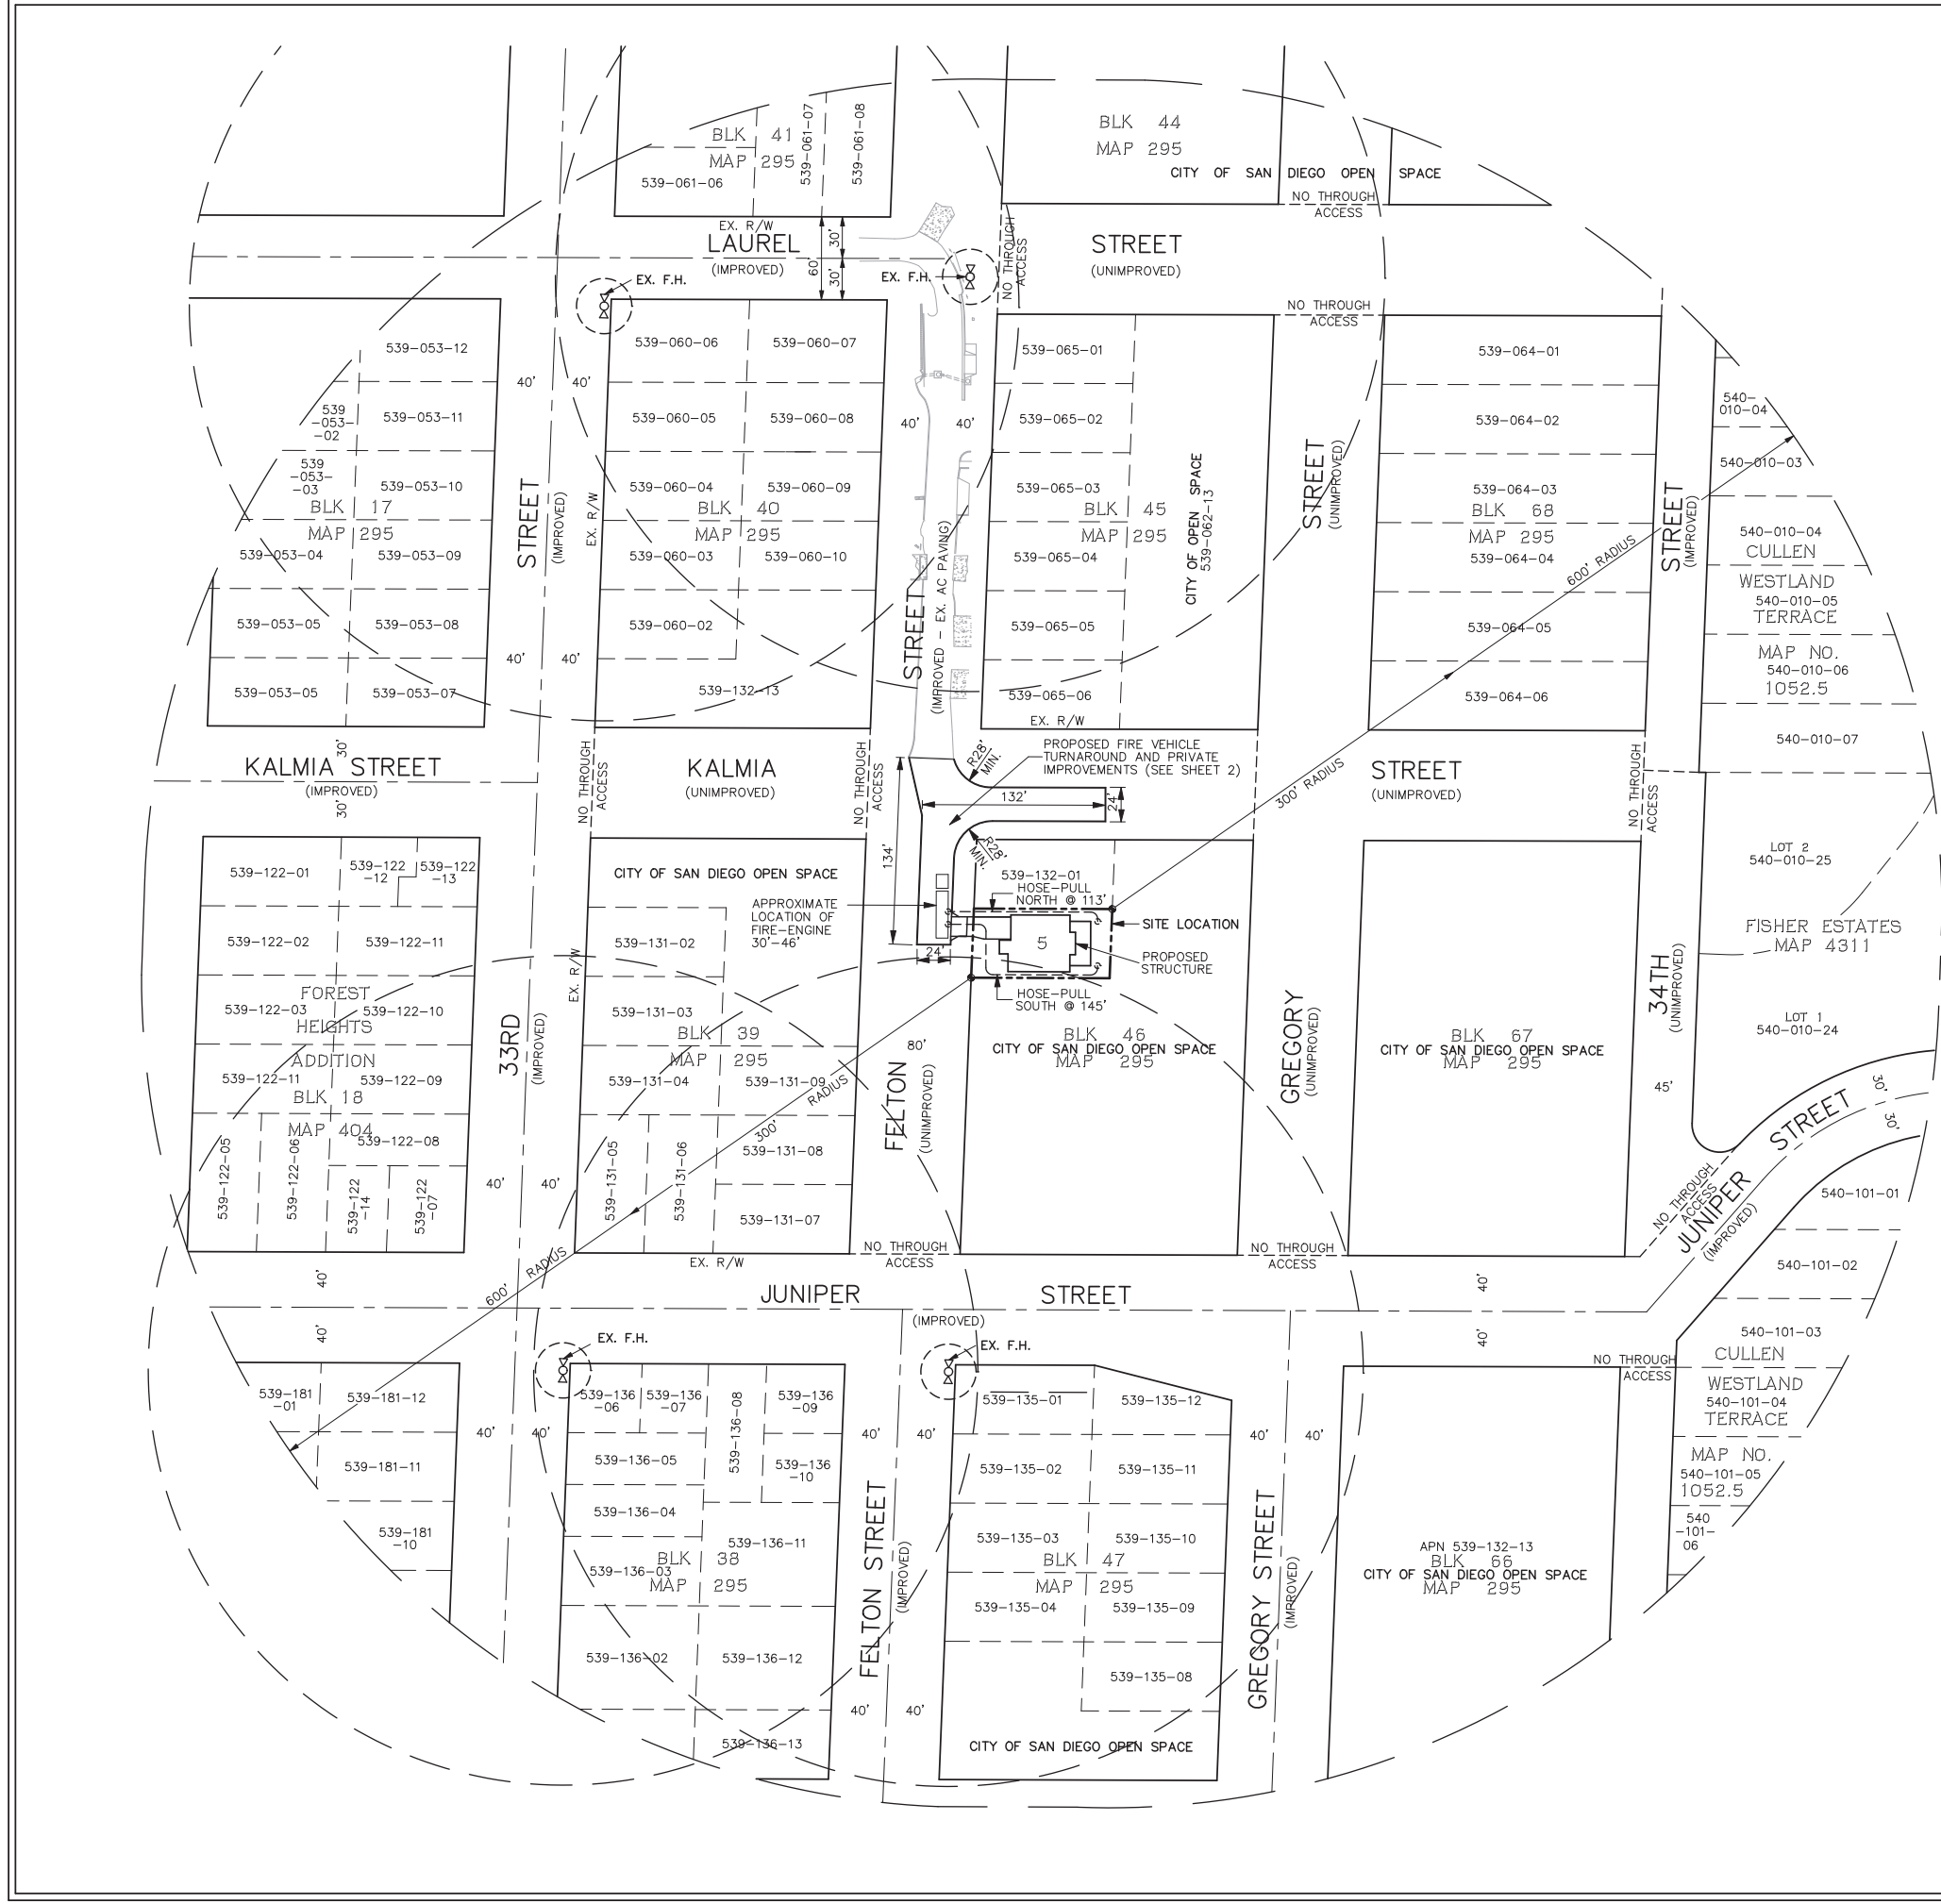 BLK 41
MAP 295
539-061-06
539-061-07
539-061-08
BLK 44
MAP 295
CITY OF SAN DIEGO OPEN SPACE
NO THROUGH
ACCESS
EX. R/W
LAUREL
(IMPROVED)
60'
30'
30'
EX. F.H.
EX. F.H.
NO THROUGH
ACCESS
STREET
(UNIMPROVED)
NO THROUGH
ACCESS
539-053-12
539
-053-
-02
539-053-11
539
-053-
-03
539-053-10
BLK 17
MAP 295
539-053-04
539-053-09
539-053-05
539-053-08
539-053-05
539-053-07
40'
40'
STREET
(IMPROVED)
EX. R/W
40'
40'
539-060-06
539-060-07
539-060-05
539-060-08
539-060-04
539-060-09
BLK 40
MAP 295
539-060-03
539-060-10
539-060-02
539-132-13
40'
40'
STREET
(IMPROVED - EX. AC PAVING)
539-065-01
539-065-02
539-065-03
BLK 45
MAP 295
539-065-04
539-065-05
539-065-06
EX. R/W
CITY OF OPEN SPACE
539-062-13
STREET
(UNIMPROVED)
539-064-01
539-064-02
539-064-03
BLK 68
MAP 295
539-064-04
539-064-05
539-064-06
600' RADIUS
STREET
(IMPROVED)
540-
010-04
540-010-03
540-010-04
CULLEN
WESTLAND
540-010-05
TERRACE
MAP NO.
540-010-06
1052.5
540-010-07
30'
KALMIA STREET
(IMPROVED)
30'
NO THROUGH
ACCESS
KALMIA
(UNIMPROVED)
NO THROUGH
ACCESS
R28'
MIN.
PROPOSED FIRE VEHICLE
TURNAROUND AND PRIVATE
IMPROVEMENTS (SEE SHEET 2)
132'
24'
134'
R28'
MIN.
300' RADIUS
STREET
(UNIMPROVED)
NO THROUGH
ACCESS
539-122-01
539-122
-12
539-122
-13
539-122-02
539-122-11
FOREST
539-122-03
539-122-10
HEIGHTS
ADDITION
539-122-11
539-122-09
BLK 18
MAP 404
539-122-08
539-122-05
539-122-06
539-122
-14
539-122
-07
33RD
(IMPROVED)
EX. R/W
40'
40'
CITY OF SAN DIEGO OPEN SPACE
APPROXIMATE
LOCATION OF
FIRE-ENGINE
30'-46'
539-131-02
539-131-03
BLK 39
MAP 295
539-131-04
539-131-09
539-131-05
539-131-06
539-131-08
539-131-07
300'
RADIUS
24'
539-132-01
HOSE-PULL
NORTH @ 113'
5
SITE LOCATION
PROPOSED
STRUCTURE
HOSE-PULL
SOUTH @ 145'
80'
FELTON
(UNIMPROVED)
BLK 46
CITY OF SAN DIEGO OPEN SPACE
MAP 295
GREGORY
(UNIMPROVED)
BLK 67
CITY OF SAN DIEGO OPEN SPACE
MAP 295
34TH
(UNIMPROVED)
45'
LOT 2
540-010-25
FISHER ESTATES
MAP 4311
LOT 1
540-010-24
30'
30'
STREET
JUNIPER
(IMPROVED)
NO THROUGH
ACCESS
540-101-01
540-101-02
540-101-03
CULLEN
WESTLAND
540-101-04
TERRACE
MAP NO.
540-101-05
1052.5
540
-101-
06
40'
40'
600'
RADIUS
EX. R/W
NO THROUGH
ACCESS
NO THROUGH
ACCESS
JUNIPER
STREET
(IMPROVED)
40'
40'
NO THROUGH
ACCESS
EX. F.H.
EX. F.H.
539-181
-01
539-181-12
539-181-11
539-181
-10
40'
40'
539-136
-06
539-136
-07
539-136-08
539-136
-09
539-136-05
539-136
-10
539-136-04
539-136-11
BLK 38
539-136-03
MAP 295
539-136-02
539-136-12
539-136-13
40'
40'
FELTON STREET
(IMPROVED)
40'
40'
539-135-01
539-135-12
539-135-02
539-135-11
539-135-03
539-135-10
BLK 47
MAP 295
539-135-04
539-135-09
539-135-08
CITY OF SAN DIEGO OPEN SPACE
40'
40'
GREGORY STREET
(IMPROVED)
APN 539-132-13
BLK 66
CITY OF SAN DIEGO OPEN SPACE
MAP 295